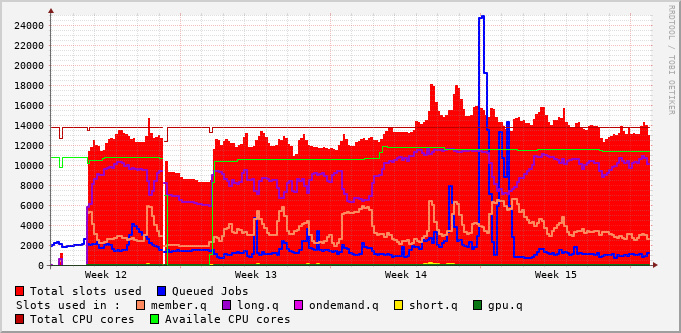 RRDTOOL / TOBI OETIKER
24000
22000
20000
18000
16000
14000
12000
10000
8000
6000
4000
2000
0
Week 12 Week 13 Week 14 Week 15
Total slots used Queued Jobs
Slots used in : member.q long.q ondemand.q short.q gpu.q
Total CPU cores Availale CPU cores